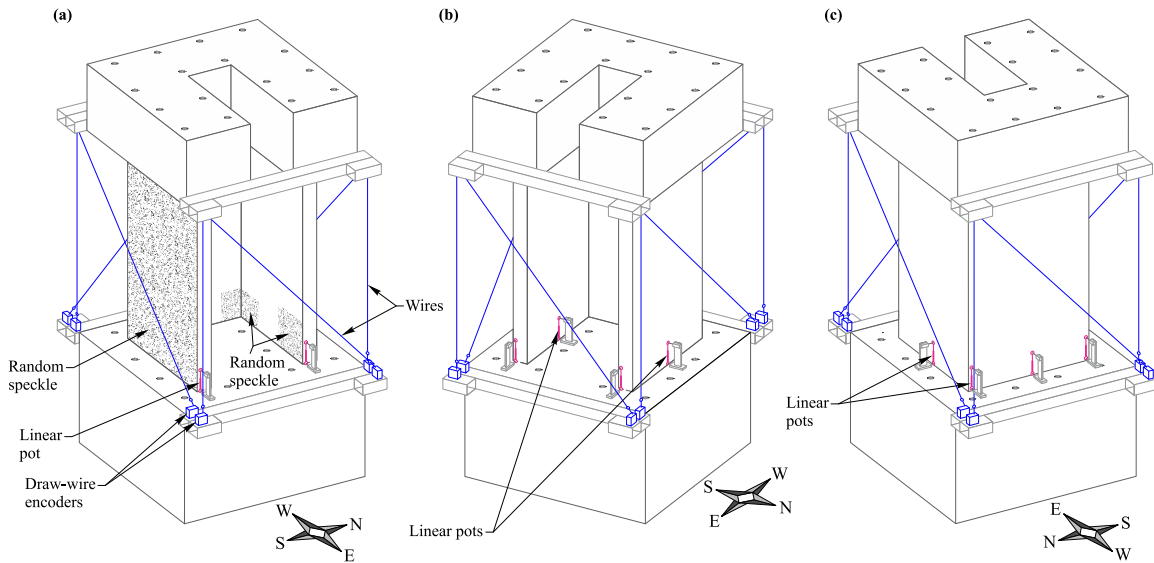 (a)
(b)
(c)
Wires
Random
speckle
Random
speckle
Linear
pot
Draw-wire
encoders
W
N
S
E
Linear pots
W
S
N
E
Linear
pots
E
S
N
W